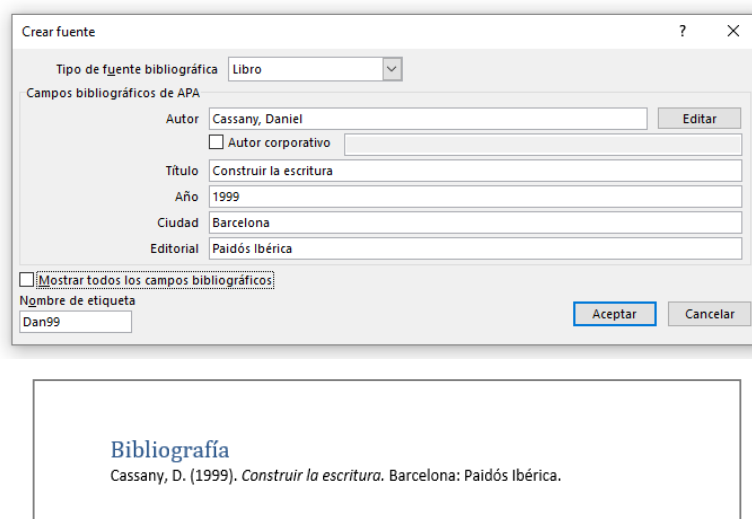 Crear fuente ? ×
Tipo de fuente bibliográfica Libro
Campos bibliográficos de APA
Autor Cassany, Daniel Editar
Autor corporativo
Título Construir la escritura
Año 1999
Ciudad Barcelona
Editorial Paidós Ibérica
Mostrar todos los campos bibliográficos
Nombre de etiqueta
Dan99 Aceptar Cancelar
Bibliografía
Cassany, D. (1999). Construir la escritura. Barcelona: Paidós Ibérica.